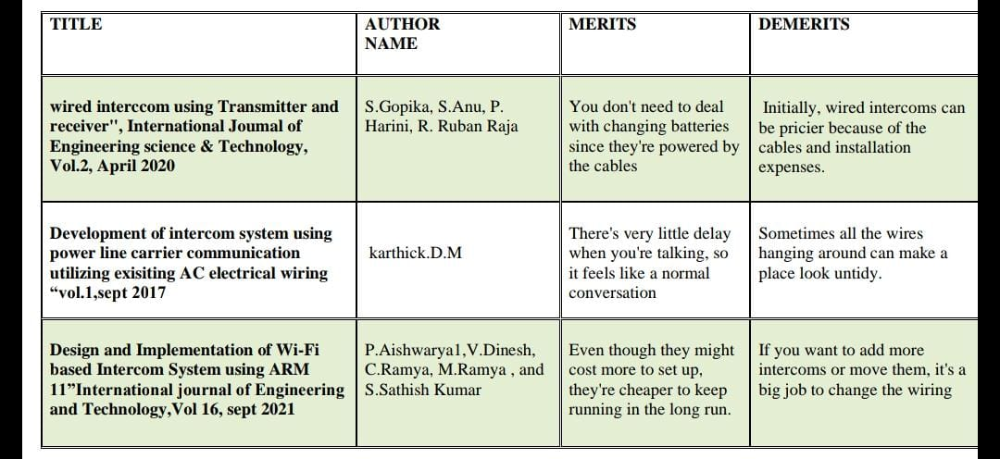 TITLE
AUTHOR
NAME
MERITS
DEMERITS
wired interccom using Transmitter and
receiver", International Joumal of
Engineering science & Technology,
Vol.2, April 2020
S.Gopika, S.Anu, P.
Harini, R. Ruban Raja
You don't need to deal
with changing batteries
since they're powered by
the cables
Initially, wired intercoms can
be pricier because of the
cables and installation
expenses.
Development of intercom system using
power line carrier communication
utilizing exisiting AC electrical wiring
“vol.1,sept 2017
karthick.D.M
There's very little delay
when you're talking, so
it feels like a normal
conversation
Sometimes all the wires
hanging around can make a
place look untidy.
Design and Implementation of Wi-Fi
based Intercom System using ARM
11”International journal of Engineering
and Technology,Vol 16, sept 2021
P.Aishwarya1,V.Dinesh,
C.Ramya, M.Ramya , and
S.Sathish Kumar
Even though they might
cost more to set up,
they're cheaper to keep
running in the long run.
If you want to add more
intercoms or move them, it's a
big job to change the wiring